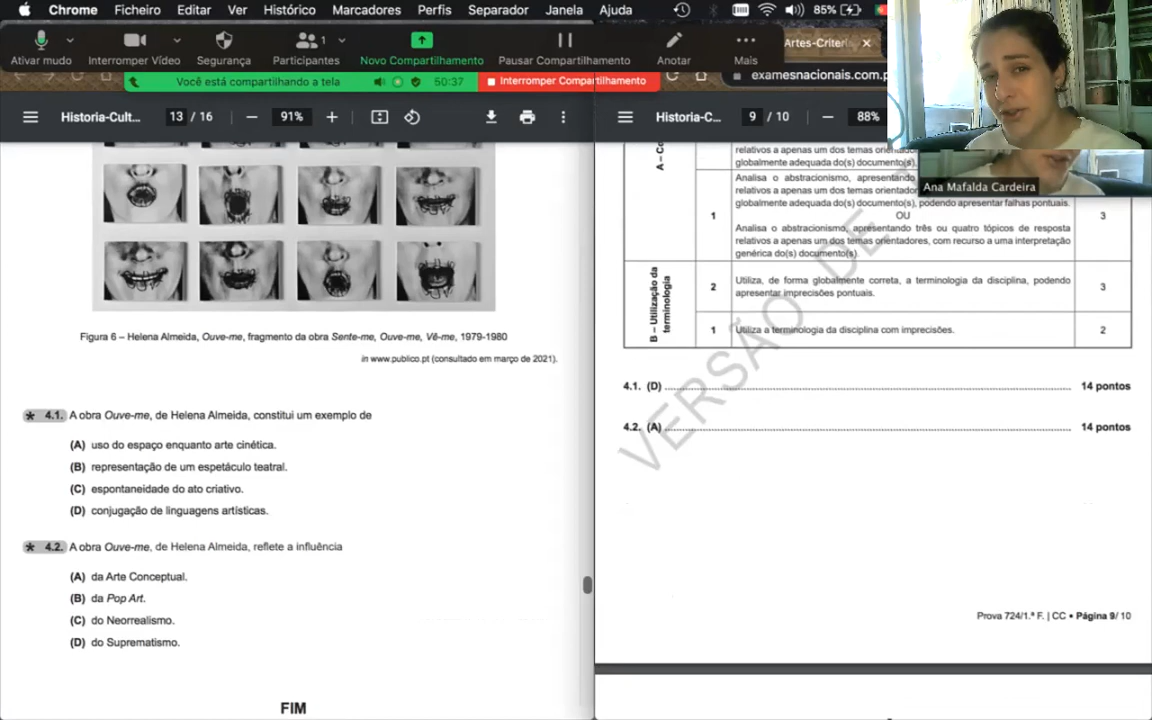 Chrome Ficheiro Editar Ver Histórico Marcadores Perfis Separador Janela Ajuda 85%
Ativar mudo Interromper Vídeo Segurança Participantes 1 Novo Compartilhamento Pausar Compartilhamento Anotar Mais
Artes-Criteri
Você está compartilhando a tela 50:37 Interromper Compartilhamento
examesnacionais.com.p
Historia-Cult... 13 / 16 91%
Historia-C... 9 / 10 88%
Ana Mafalda Cardeira
Figura 6 – Helena Almeida, Ouve-me, fragmento da obra Sente-me, Ouve-me, Vê-me, 1979-1980
in www.publico.pt (consultado em março de 2021).
* 4.1. A obra Ouve-me, de Helena Almeida, constitui um exemplo de
(A) uso do espaço enquanto arte cinética.
(B) representação de um espetáculo teatral.
(C) espontaneidade do ato criativo.
(D) conjugação de linguagens artísticas.
* 4.2. A obra Ouve-me, de Helena Almeida, reflete a influência
(A) da Arte Conceptual.
(B) da Pop Art.
(C) do Neorrealismo.
(D) do Suprematismo.
FIM
A – Co
relativos a apenas um dos temas orientado
globalmente adequada do(s) documento(s),
1
Analisa o abstracionismo, apresentando
relativos a apenas um dos temas orientador
globalmente adequada do(s) documento(s), podendo apresentar falhas pontuais.
OU
Analisa o abstracionismo, apresentando três ou quatro tópicos de resposta
relativos a apenas um dos temas orientadores, com recurso a uma interpretação
genérica do(s) documento(s)
3
B – Utilização da
terminologia
2
Utiliza, de forma globalmente correta, a terminologia da disciplina, podendo
apresentar imprecisões pontuais.
3
1
Utiliza a terminologia da disciplina com imprecisões.
2
4.1. (D) ........ 14 pontos
4.2. (A) ........ 14 pontos
VERSÃO DE
Prova 724/1.ª F. | CC • Página 9/ 10